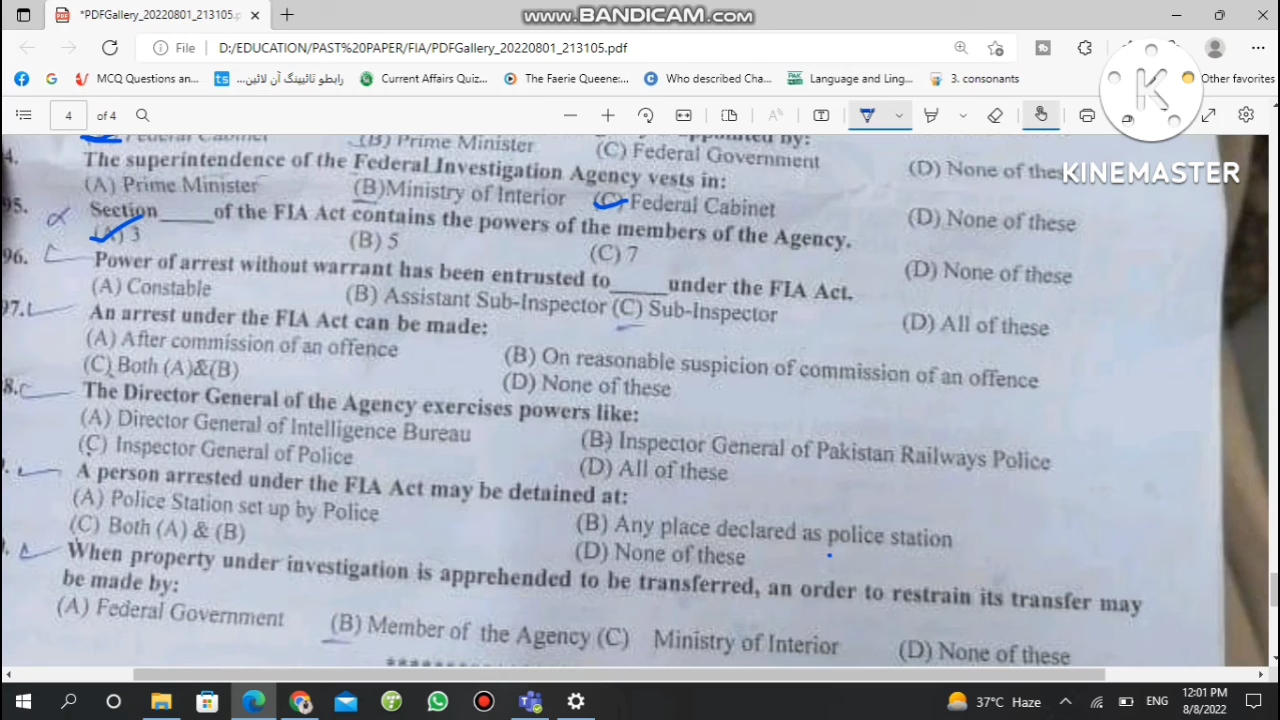 *PDFGallery_20220801_213105.p
www.BANDICAM.com
File D:/EDUCATION/PAST%20PAPER/FIA/PDFGallery_20220801_213105.pdf
MCQ Questions an... رابطو ٹائپینگ آن لائین... Current Affairs Quiz... The Faerie Queene:... Who described Cha... Language and Ling... 3. consonants Other favorites
4 of 4
KINEMASTER
Federal Cabinet (B) Prime Minister (C) Federal Government (D) None of these
4. The superintendence of the Federal Investigation Agency vests in:
(A) Prime Minister (B)Ministry of Interior (C) Federal Cabinet (D) None of these
95. Section_____of the FIA Act contains the powers of the members of the Agency.
(A) 3 (B) 5 (C) 7 (D) None of these
96. Power of arrest without warrant has been entrusted to_____under the FIA Act.
(A) Constable (B) Assistant Sub-Inspector (C) Sub-Inspector (D) All of these
97. An arrest under the FIA Act can be made:
(A) After commission of an offence (B) On reasonable suspicion of commission of an offence
(C) Both (A)&(B) (D) None of these
8. The Director General of the Agency exercises powers like:
(A) Director General of Intelligence Bureau (B) Inspector General of Pakistan Railways Police
(C) Inspector General of Police (D) All of these
A person arrested under the FIA Act may be detained at:
(A) Police Station set up by Police (B) Any place declared as police station
(C) Both (A) & (B) (D) None of these
When property under investigation is apprehended to be transferred, an order to restrain its transfer may
be made by:
(A) Federal Government (B) Member of the Agency (C) Ministry of Interior (D) None of these
**********
37°C Haze ENG 12:01 PM
8/8/2022